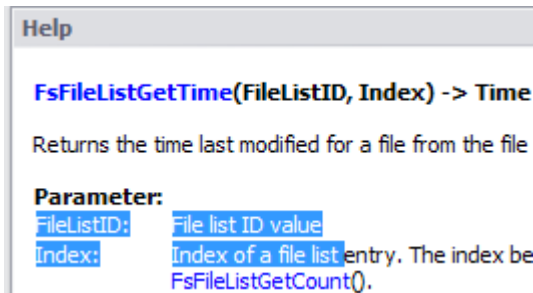 Help
FsFileListGetTime(FileListID, Index) -> Time
Returns the time last modified for a file from the file
Parameter:
FileListID: File list ID value
Index: Index of a file list entry. The index be
FsFileListGetCount().